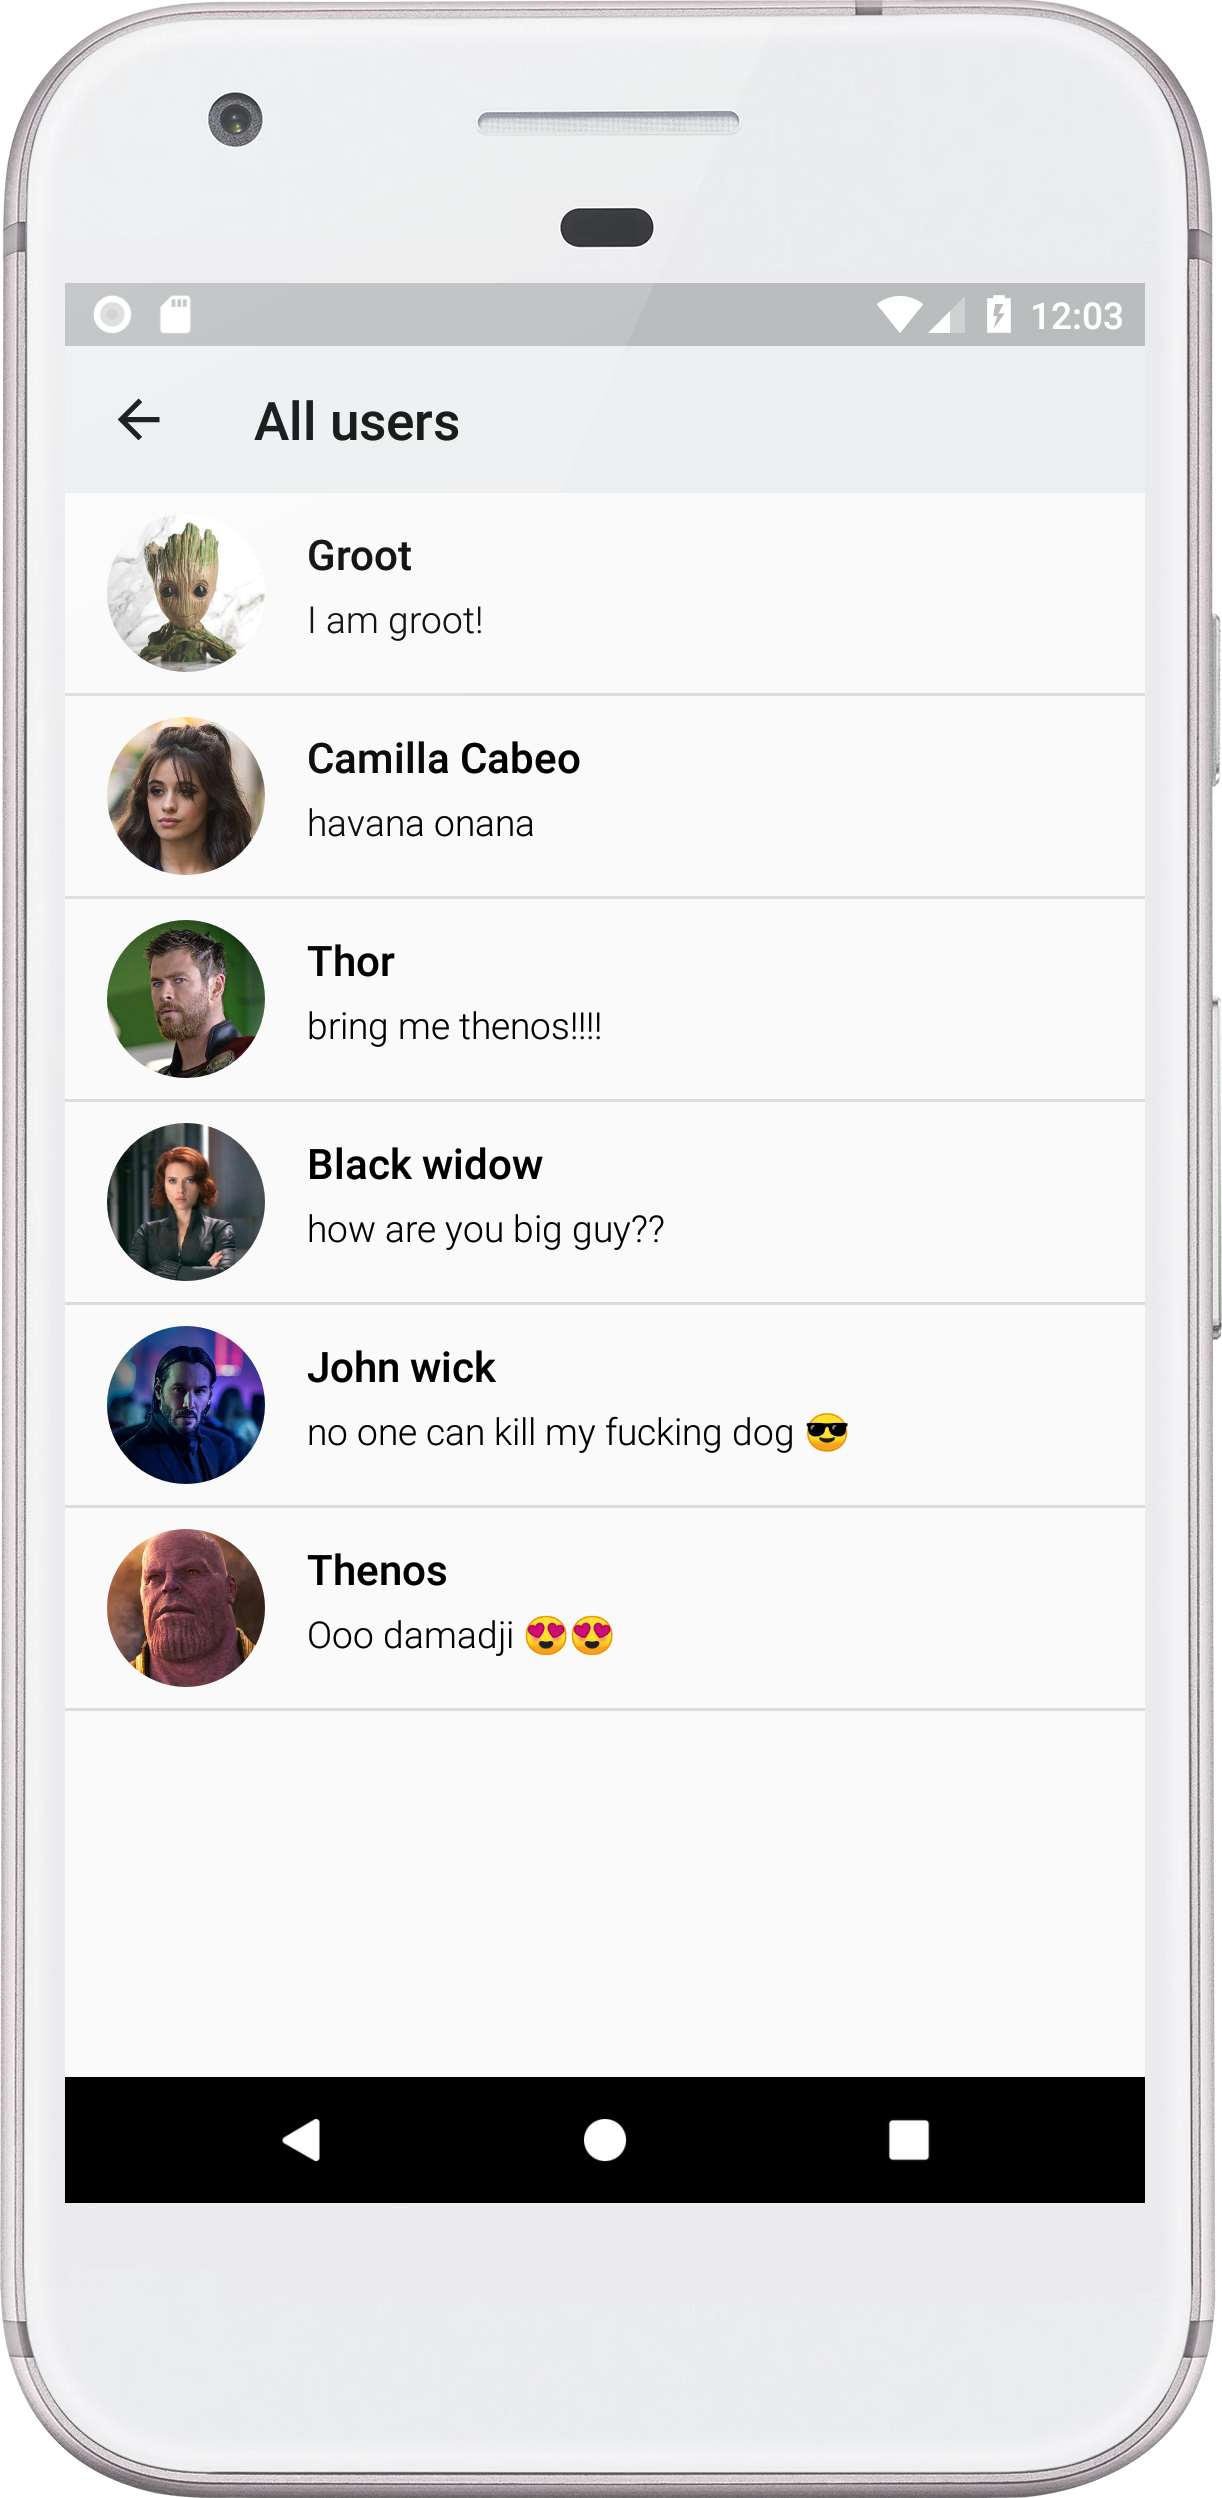 12:03
All users
Groot
I am groot!
Camilla Cabeo
havana onana
Thor
bring me thenos!!!!
Black widow
how are you big guy??
John wick
no one can kill my fucking dog 😎
Thenos
Ooo damadji 😍😍